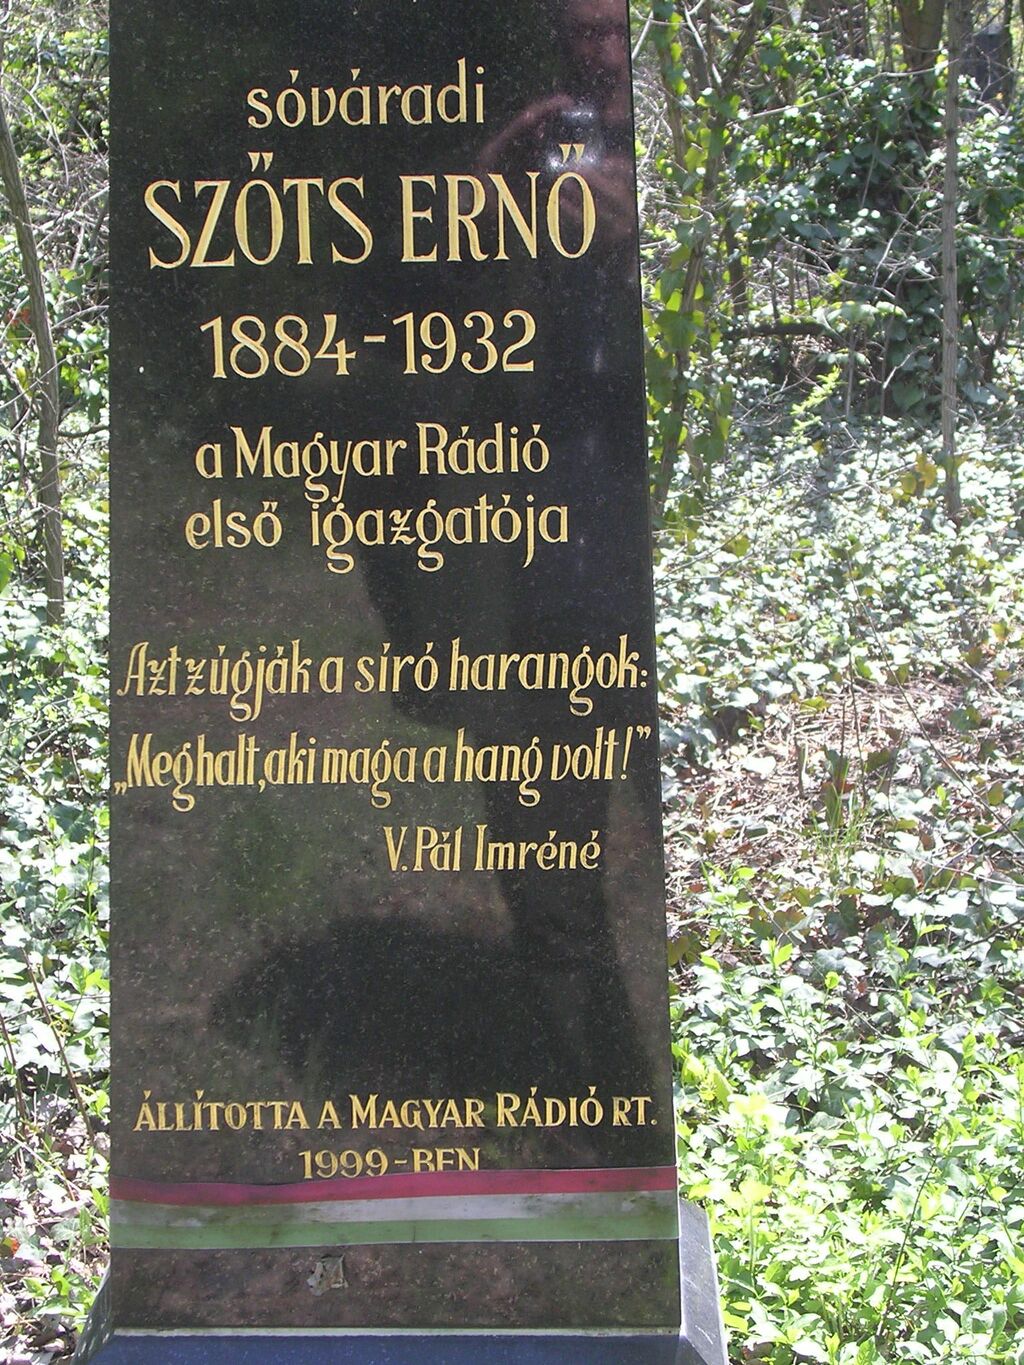 sóváradi
SZŐTS ERNŐ
1884-1932
a Magyar Rádió
első igazgatója
Azt zúgják a síró harangok:
„Meghalt, aki maga a hang volt!”
V. Pál Imréné
ÁLLÍTOTTA A MAGYAR RÁDIÓ RT.
1999-BEN